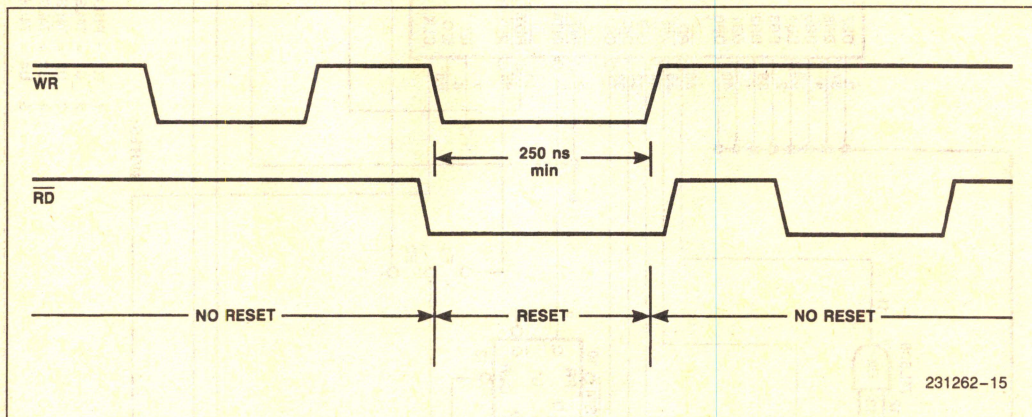 WR
250 ns
min
RD
NO RESET
RESET
NO RESET
231262–15